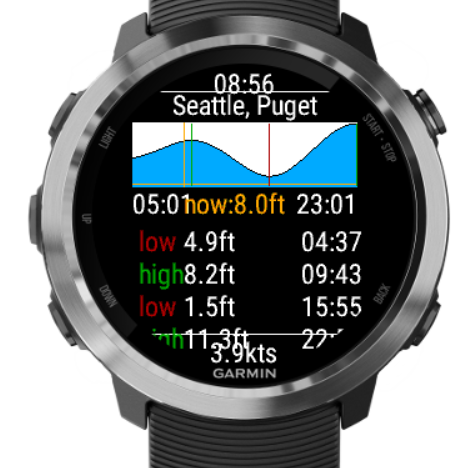 08:56
Seattle, Puget
05:01 now:8.0ft 23:01
low 4.9ft 04:37
high 8.2ft 09:43
low 1.5ft 15:55
11.3ft
3.9kts
GARMIN
LIGHT
UP
DOWN
START • STOP
BACK